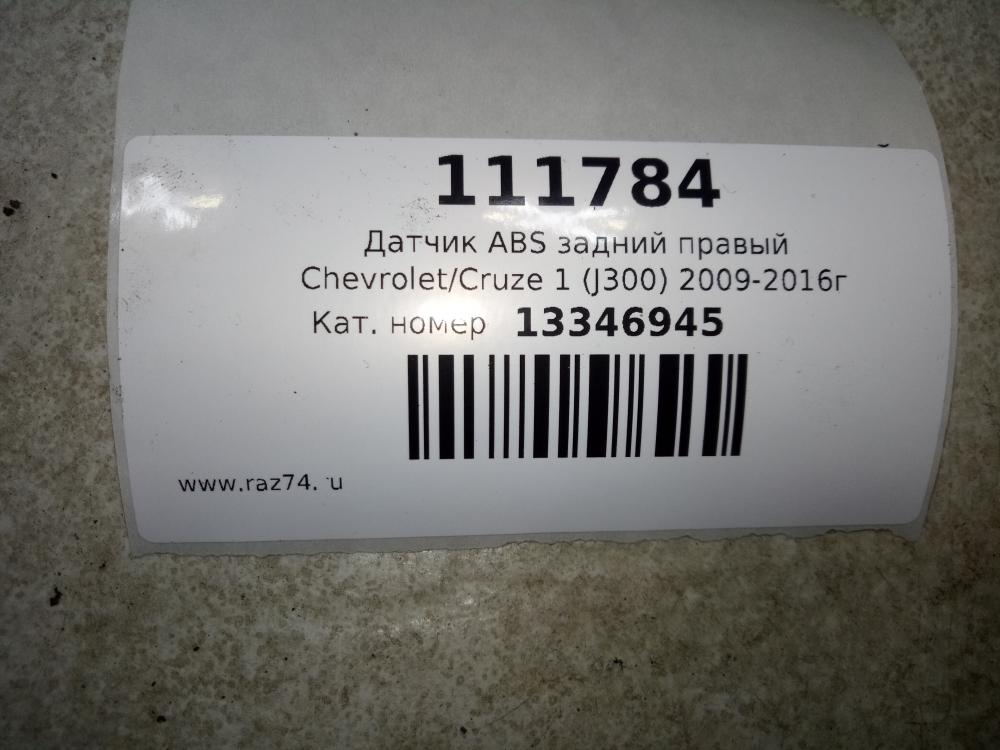 111784
Датчик ABS задний правый
Chevrolet/Cruze 1 (J300) 2009-2016г
Кат. номер 13346945